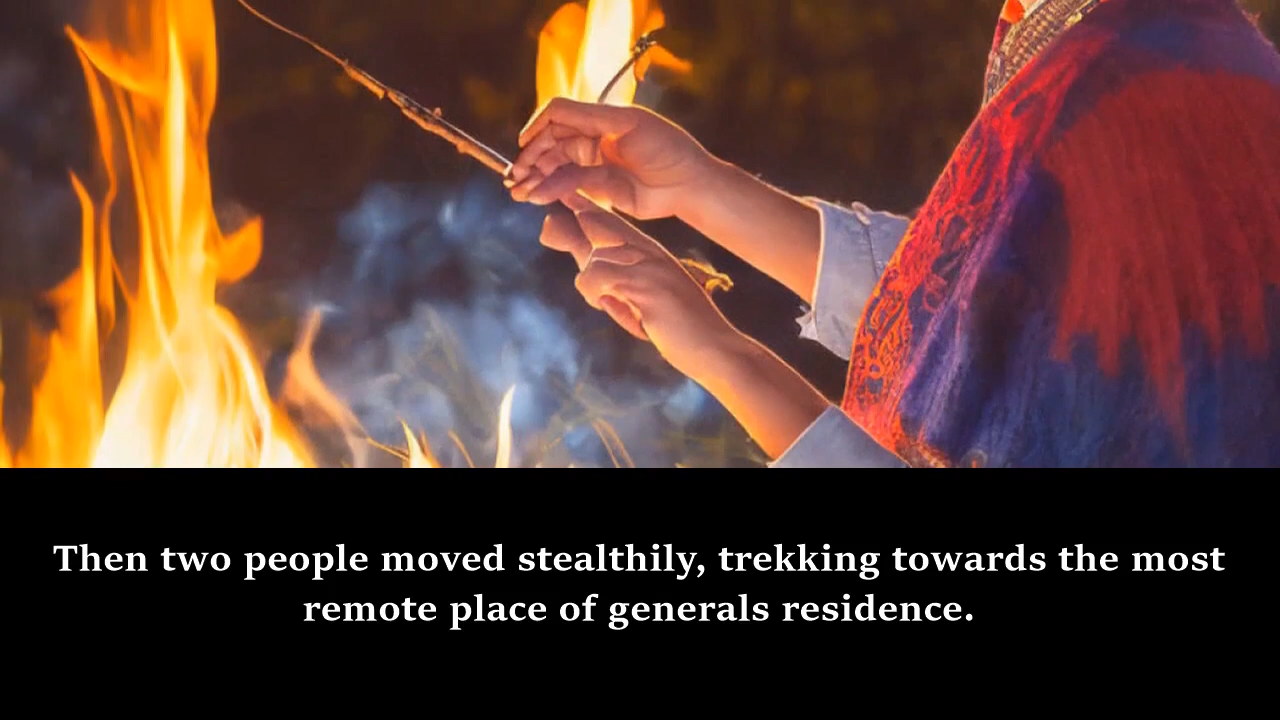 Then two people moved stealthily, trekking towards the most
remote place of generals residence.